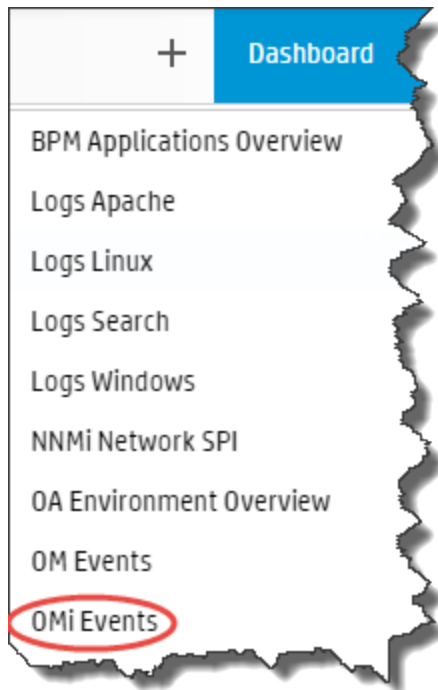 + Dashboard
BPM Applications Overview
Logs Apache
Logs Linux
Logs Search
Logs Windows
NNMi Network SPI
OA Environment Overview
OM Events
OMi Events